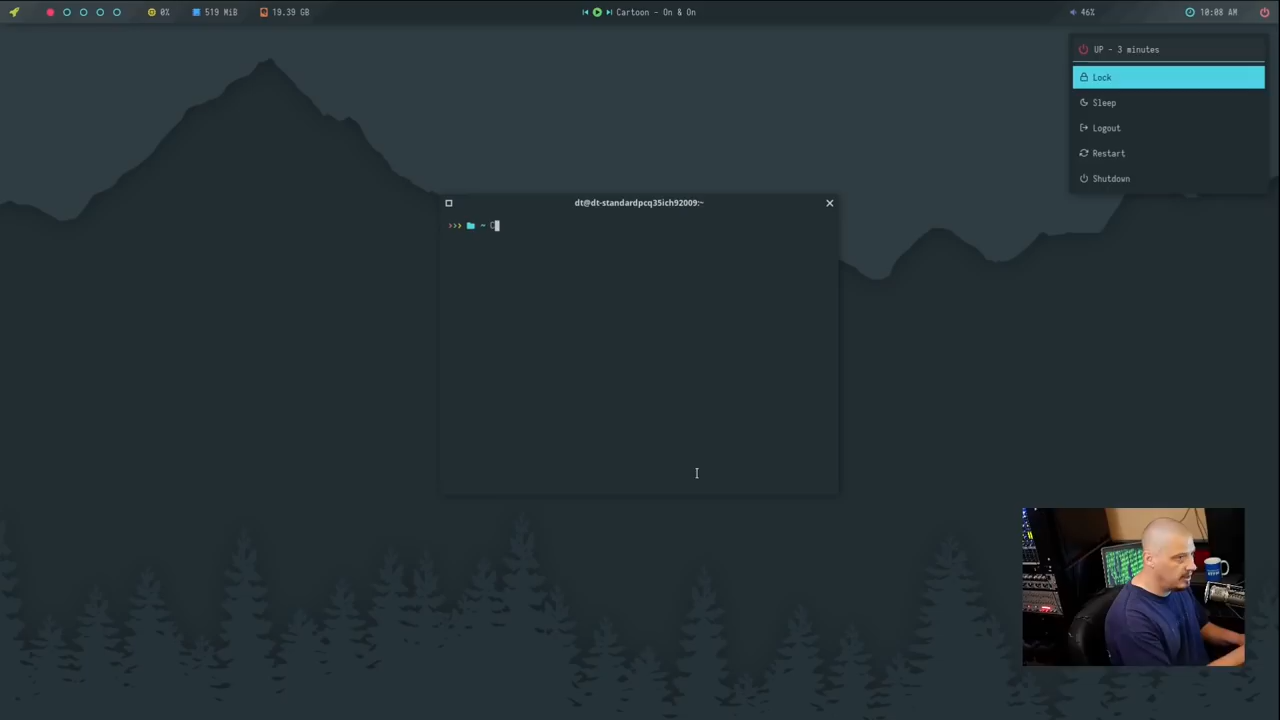 0% 519 MiB 19.39 GB Cartoon - On & On 46% 10:08 AM
UP - 3 minutes
Lock
Sleep
Logout
Restart
Shutdown
dt@dt-standardpcq35ich92009:~
>>> ~